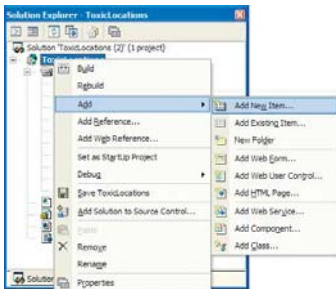 Solution Explorer - ToxicLocations
Solution 'ToxicLocations (2)' (1 project)
Build
Rebuild
Add
Add Reference...
Add Web Reference...
Set as StartUp Project
Debug
Save ToxicLocations
Add Solution to Source Control...
Paste
Remove
Rename
Properties
Add New Item...
Add Existing Item...
New Folder
Add Web Form...
Add Web User Control...
Add HTML Page...
Add Web Service...
Add Component...
Add Class...
Solution